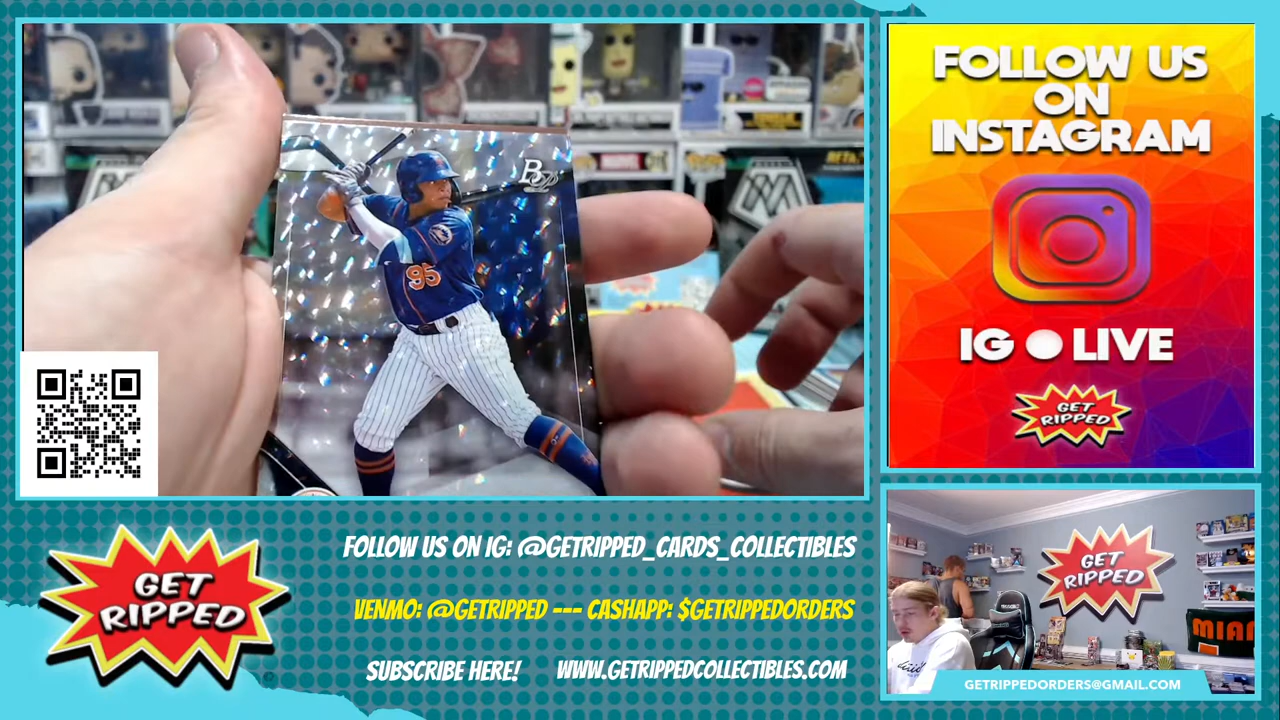 95
FOLLOW US
ON
INSTAGRAM
IG LIVE
GET
RIPPED
GET
RIPPED
FOLLOW US ON IG: @GETRIPPED_CARDS_COLLECTIBLES
VENMO: @GETRIPPED --- CASHAPP: $GETRIPPEDORDERS
SUBSCRIBE HERE!
WWW.GETRIPPEDCOLLECTIBLES.COM
GET
RIPPED
MIAM
GETRIPPEDORDERS@GMAIL.COM